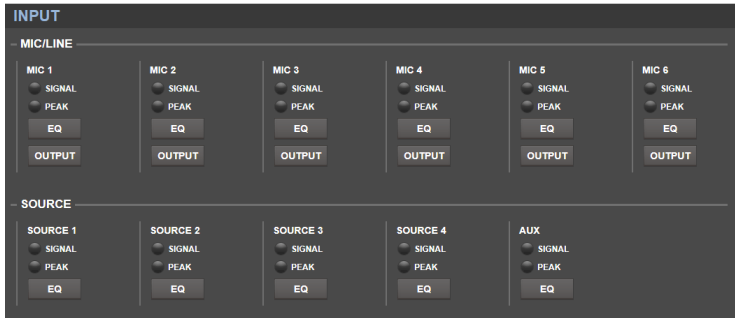 INPUT
MIC/LINE
MIC 1 MIC 2 MIC 3 MIC 4 MIC 5 MIC 6
SIGNAL SIGNAL SIGNAL SIGNAL SIGNAL SIGNAL
PEAK PEAK PEAK PEAK PEAK PEAK
EQ EQ EQ EQ EQ EQ
OUTPUT OUTPUT OUTPUT OUTPUT OUTPUT OUTPUT
SOURCE
SOURCE 1 SOURCE 2 SOURCE 3 SOURCE 4 AUX
SIGNAL SIGNAL SIGNAL SIGNAL SIGNAL
PEAK PEAK PEAK PEAK PEAK
EQ EQ EQ EQ EQ